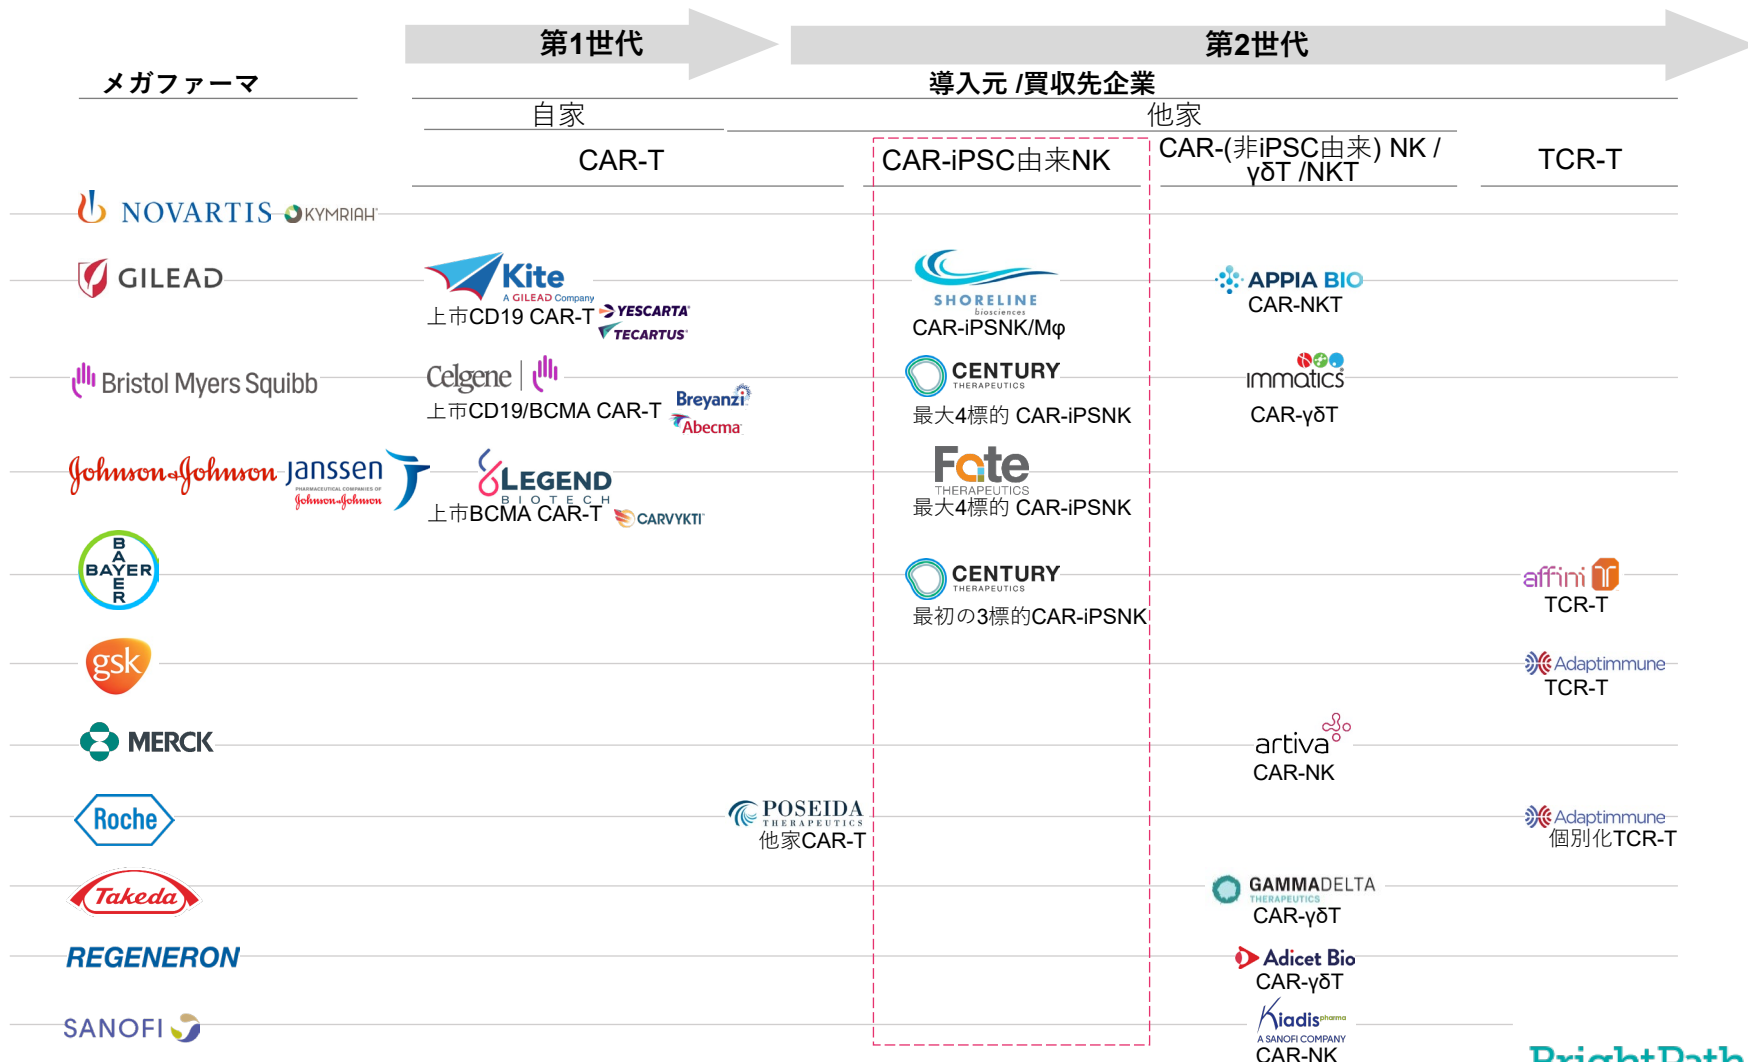 第1世代
第2世代
メガファーマ
導入元 /買収先企業
自家
他家
CAR-T
CAR-iPSC由来NK
CAR-(非iPSC由来) NK /
γδT /NKT
TCR-T
NOVARTIS KYMRIAH
GILEAD
Kite
A GILEAD Company
上市CD19 CAR-T
YESCARTA
TECARTUS
SHORELINE
biosciences
CAR-iPSNK/Mφ
APPIA BIO
CAR-NKT
Bristol Myers Squibb
Celgene
上市CD19/BCMA CAR-T
Breyanzi
Abecma
CENTURY
THERAPEUTICS
最大4標的 CAR-iPSNK
immatics
CAR-γδT
Johnson & Johnson
Janssen
PHARMACEUTICAL COMPANIES OF
Johnson & Johnson
LEGEND
BIOTECH
上市BCMA CAR-T
CARVYKTI
Fate
THERAPEUTICS
最大4標的 CAR-iPSNK
BAYER
BAYER
CENTURY
THERAPEUTICS
最初の3標的CAR-iPSNK
affini T
TCR-T
gsk
Adaptimmune
TCR-T
MERCK
artiva
CAR-NK
Roche
POSEIDA
THERAPEUTICS
他家CAR-T
Adaptimmune
個別化TCR-T
Takeda
GAMMADELTA
THERAPEUTICS
CAR-γδT
REGENERON
Adicet Bio
CAR-γδT
SANOFI
Kiadis pharma
A SANOFI COMPANY
CAR-NK
BrightPath